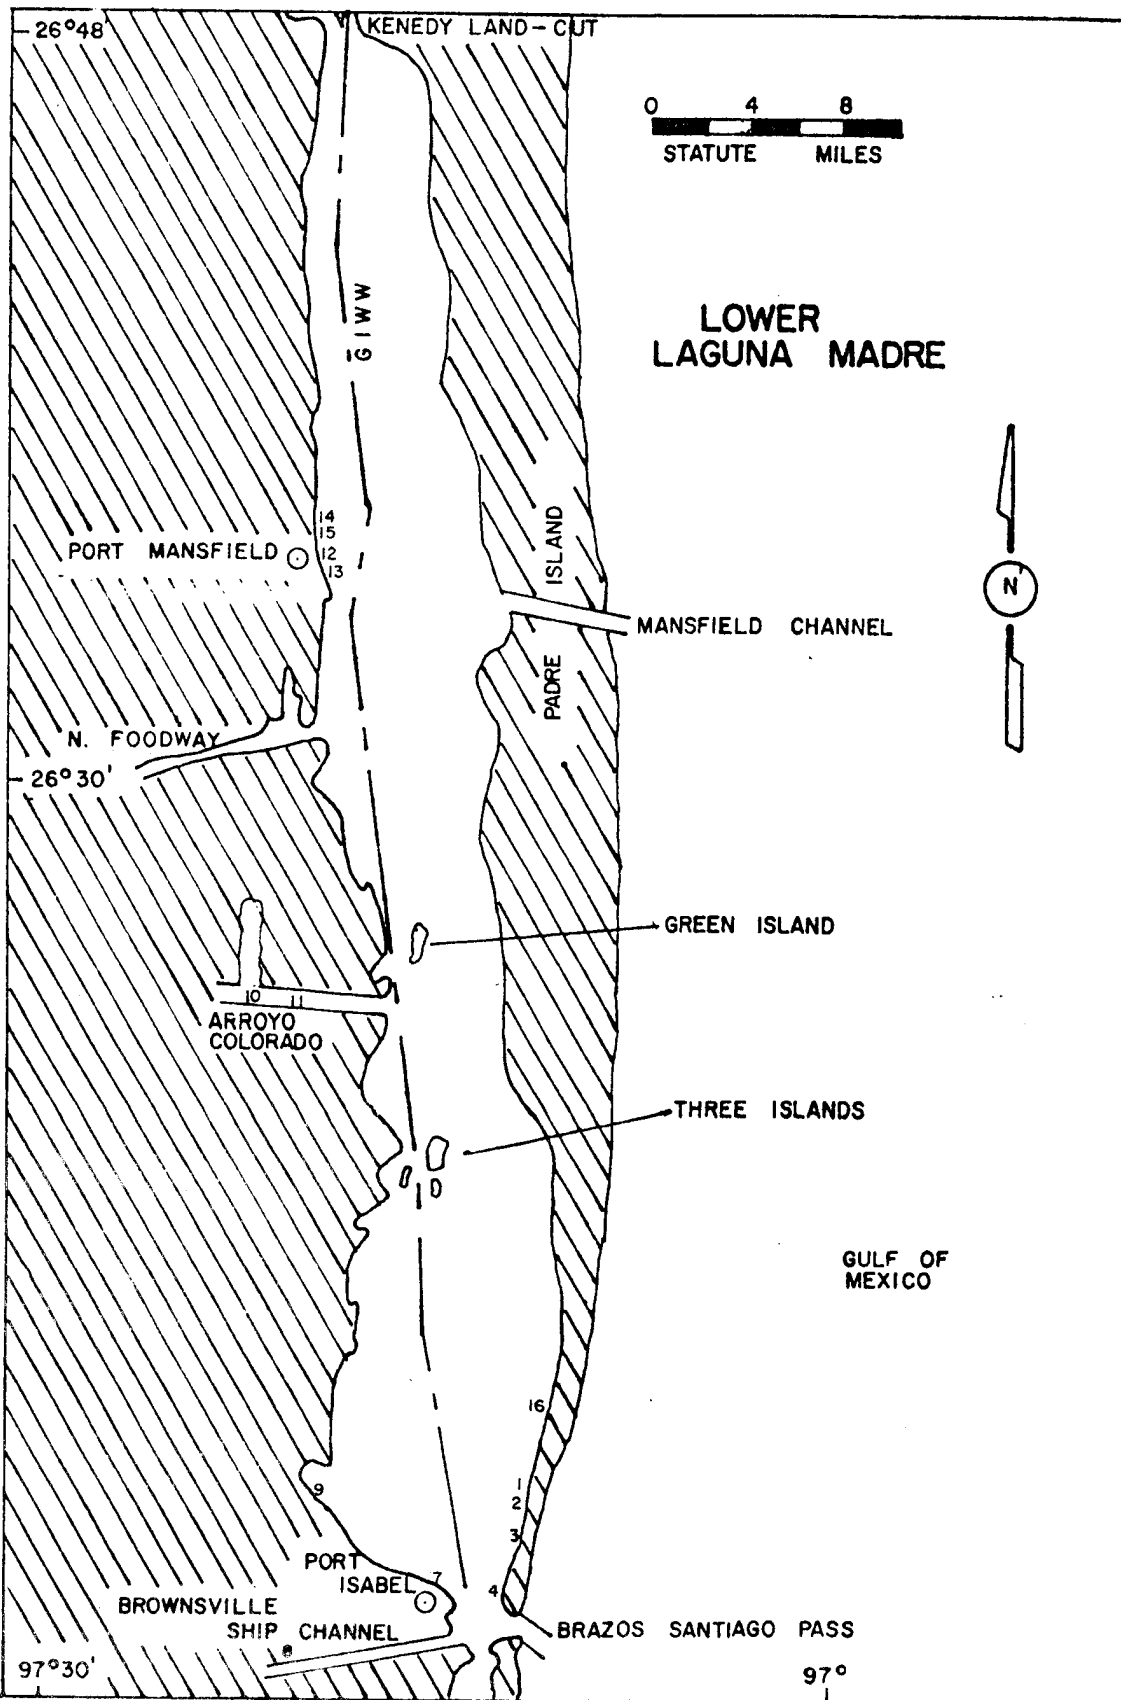 26°48'
KENEDY LAND-CUT
0 4 8
STATUTE MILES
GIWW
LOWER
LAGUNA MADRE
14
15
PORT MANSFIELD
12
13
ISLAND
PADRE
N'
MANSFIELD CHANNEL
N. FOODWAY
26°30'
GREEN ISLAND
10 11
ARROYO
COLORADO
THREE ISLANDS
GULF OF
MEXICO
16
1
2
9
3
PORT
ISABEL
7
4
BROWNSVILLE
SHIP CHANNEL
8
BRAZOS SANTIAGO PASS
97°30'
97°